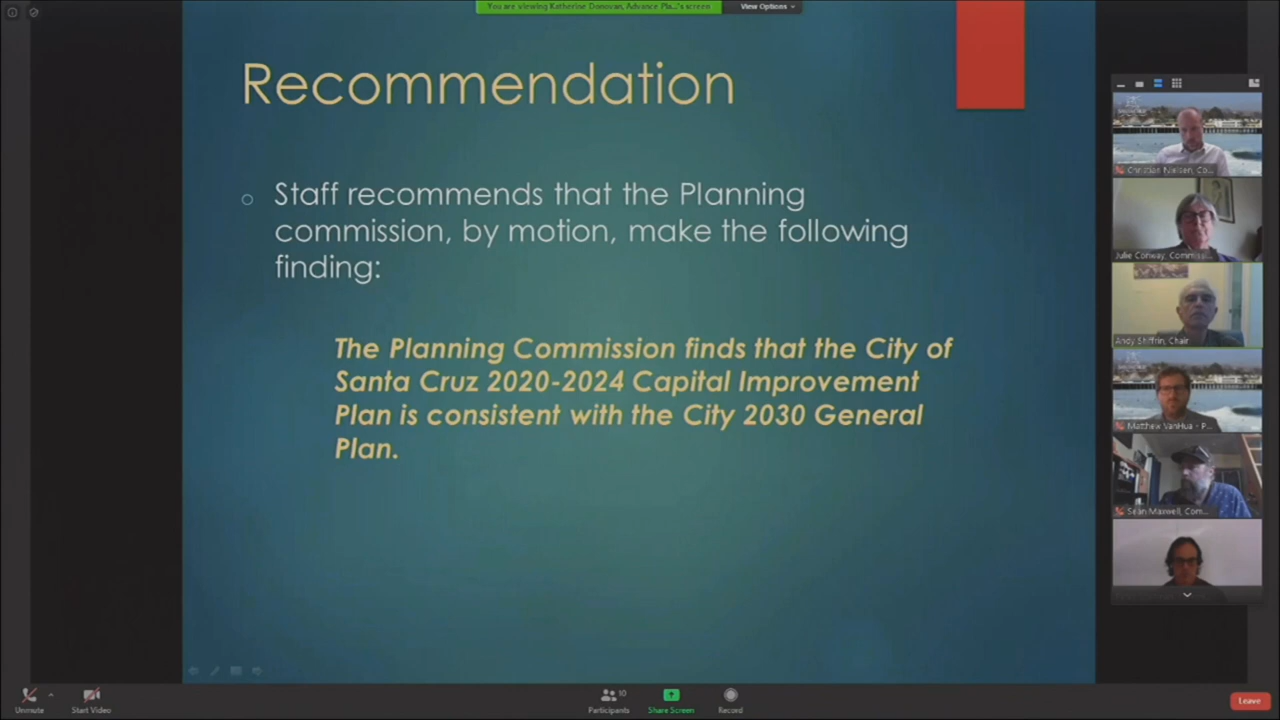 You are viewing Katherine Donovan, Advance Pla...'s screen
View Options
Recommendation
Staff recommends that the Planning
commission, by motion, make the following
finding:
The Planning Commission finds that the City of
Santa Cruz 2020-2024 Capital Improvement
Plan is consistent with the City 2030 General
Plan.
Christian Nielsen, Co...
Julie Conway, Commiss...
Andy Shiffrin, Chair
Matthew VanHua - P...
Sean Maxwell, Com...
Unmute
Start Video
10
Participants
Share Screen
Record
Leave